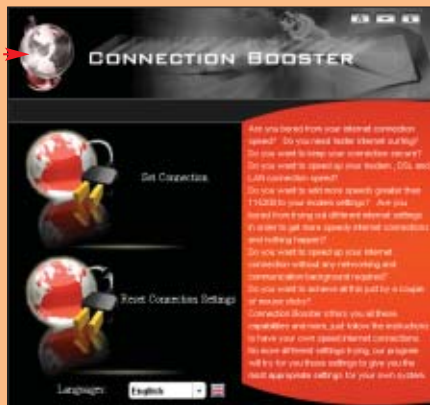 CONNECTION BOOSTER
Are you bored from your internet connection
speed? Do you need faster internet surfing?
Do you want to keep your connection secure?
Do you want to speed up your modem, DSL and
LAN connection speed?
Do you want to add more speeds greater than
115200 to your modem settings? Are you
bored from trying out different internet settings
in order to get more speedy internet connections
and nothing happen?
Do you want to speed up your internet
connection without any networking and
communication background required?
Do you want to achieve all this just by a couple
of mouse clicks?
Connection Booster offers you all these
capabilities and more, just follow the instructions
to have your own speed internet connections.
No more different settings trying, our program
will try for you these settings to give you the
most appropriate settings for your own system.
Set Connection
Reset Connection Settings
Languages:
English